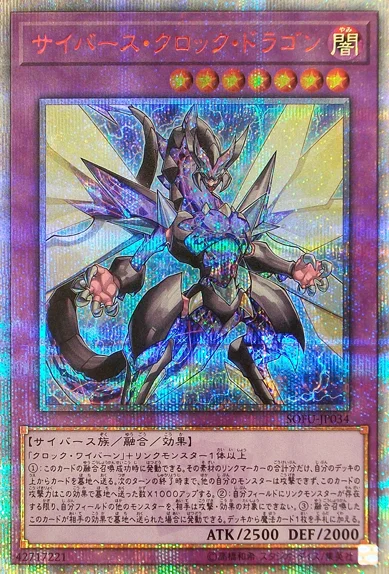 サイバース・クロック・ドラゴン
闇
SOFU-JP034
【サイバース族/融合/効果】
「クロック・ワイバーン」+リンクモンスター1体以上
①:このカードの融合召喚成功時に発動できる。その素材のリンクマーカーの合計分だけ、自分のデッキ
の上からカードを墓地へ送る。次のターンの終了時まで、他の自分のモンスターは攻撃できず、このカードの
攻撃力はこの効果で墓地へ送った数×1000アップする。②:自分フィールドにリンクモンスターが存在
する限り、自分フィールドの他のモンスターを相手は攻撃・効果の対象にできない。③:融合召喚した
このカードが相手の効果で墓地へ送られた場合に発動できる。デッキから魔法カード1枚を手札に加える。
ATK/2500 DEF/2000
42717221
©高橋和希 スタジオ・ダイス/集英社